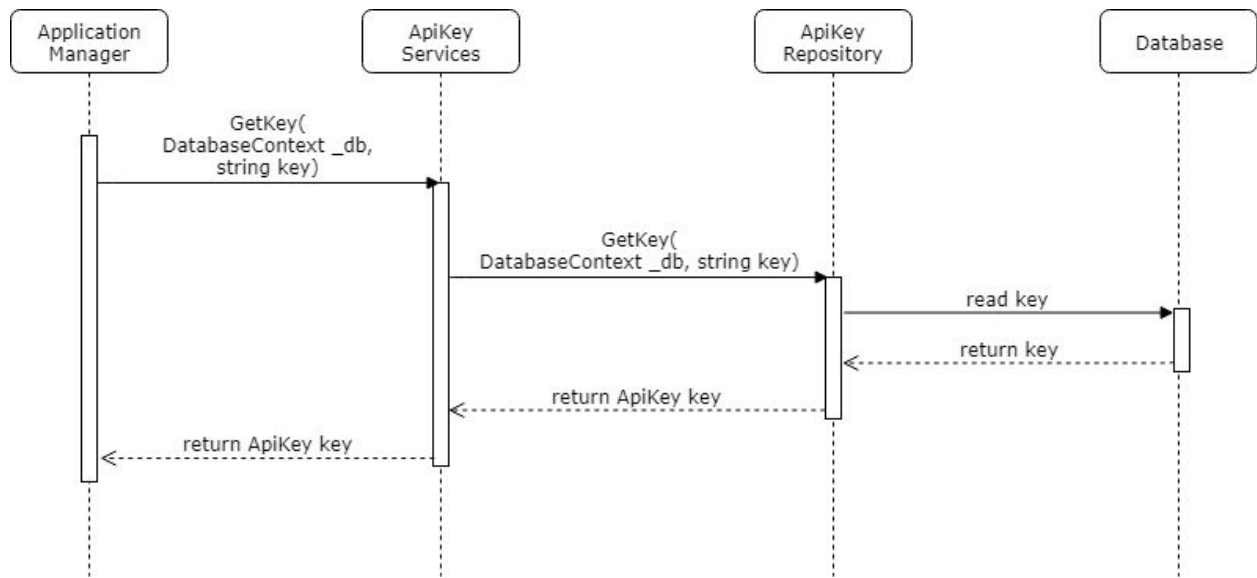 Application
Manager
ApiKey
Services
ApiKey
Repository
Database
GetKey(
DatabaseContext _db,
string key)
GetKey(
DatabaseContext _db, string key)
read key
return key
return ApiKey key
return ApiKey key